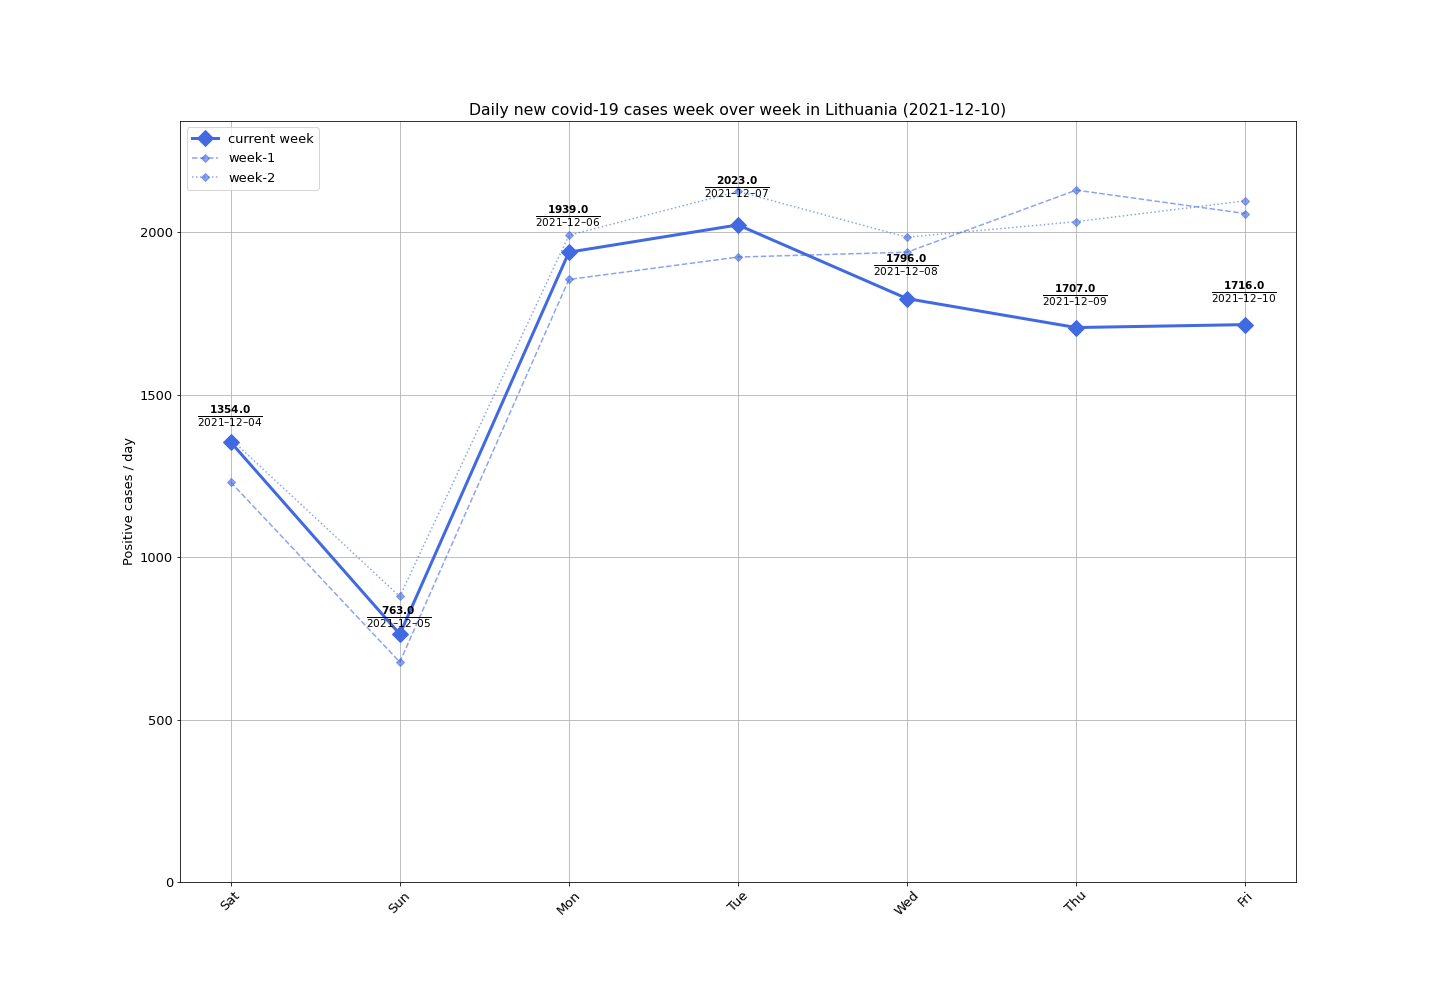 Daily new covid-19 cases week over week in Lithuania (2021-12-10)
current week
week-1
week-2
2023.0
2021-12-07
1939.0
2021-12-06
2000
1796.0
2021-12-08
1707.0
2021-12-09
1716.0
2021-12-10
1500
1354.0
2021-12-04
Positive cases / day
1000
763.0
2021-12-05
500
0
Sat
Sun
Mon
Tue
Wed
Thu
Fri